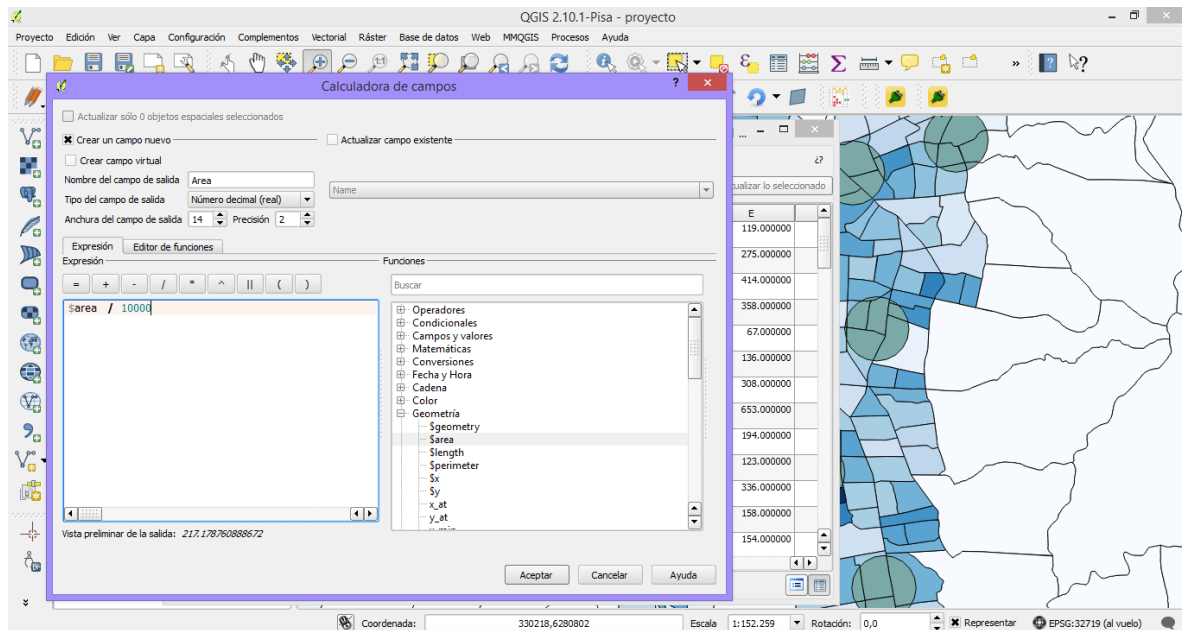 QGIS 2.10.1-Pisa - proyecto
Proyecto Edición Ver Capa Configuración Complementos Vectorial Ráster Base de datos Web MMQGIS Procesos Ayuda
Calculadora de campos
Actualizar sólo 0 objetos espaciales seleccionados
Crear un campo nuevo
Actualizar campo existente
Crear campo virtual
Nombre del campo de salida Area
Name
Tipo del campo de salida Número decimal (real)
Anchura del campo de salida 14 Precisión 2
Expresión Editor de funciones
Expresión
Funciones
= + - / * ^ || ( )
Buscar
$area / 10000
Operadores
Condicionales
Campos y valores
Matemáticas
Conversiones
Fecha y Hora
Cadena
Color
Geometría
$geometry
$area
$length
$perimeter
$x
$y
x_at
y_at
Vista preliminar de la salida: 217.178760888672
Aceptar Cancelar Ayuda
...
¿?
ualizar lo seleccionado
E
119.000000
275.000000
414.000000
358.000000
67.000000
136.000000
308.000000
653.000000
194.000000
123.000000
336.000000
158.000000
154.000000
Coordenada: 330218,6280802 Escala 1:152.259 Rotación: 0,0 Representar EPSG:32719 (al vuelo)